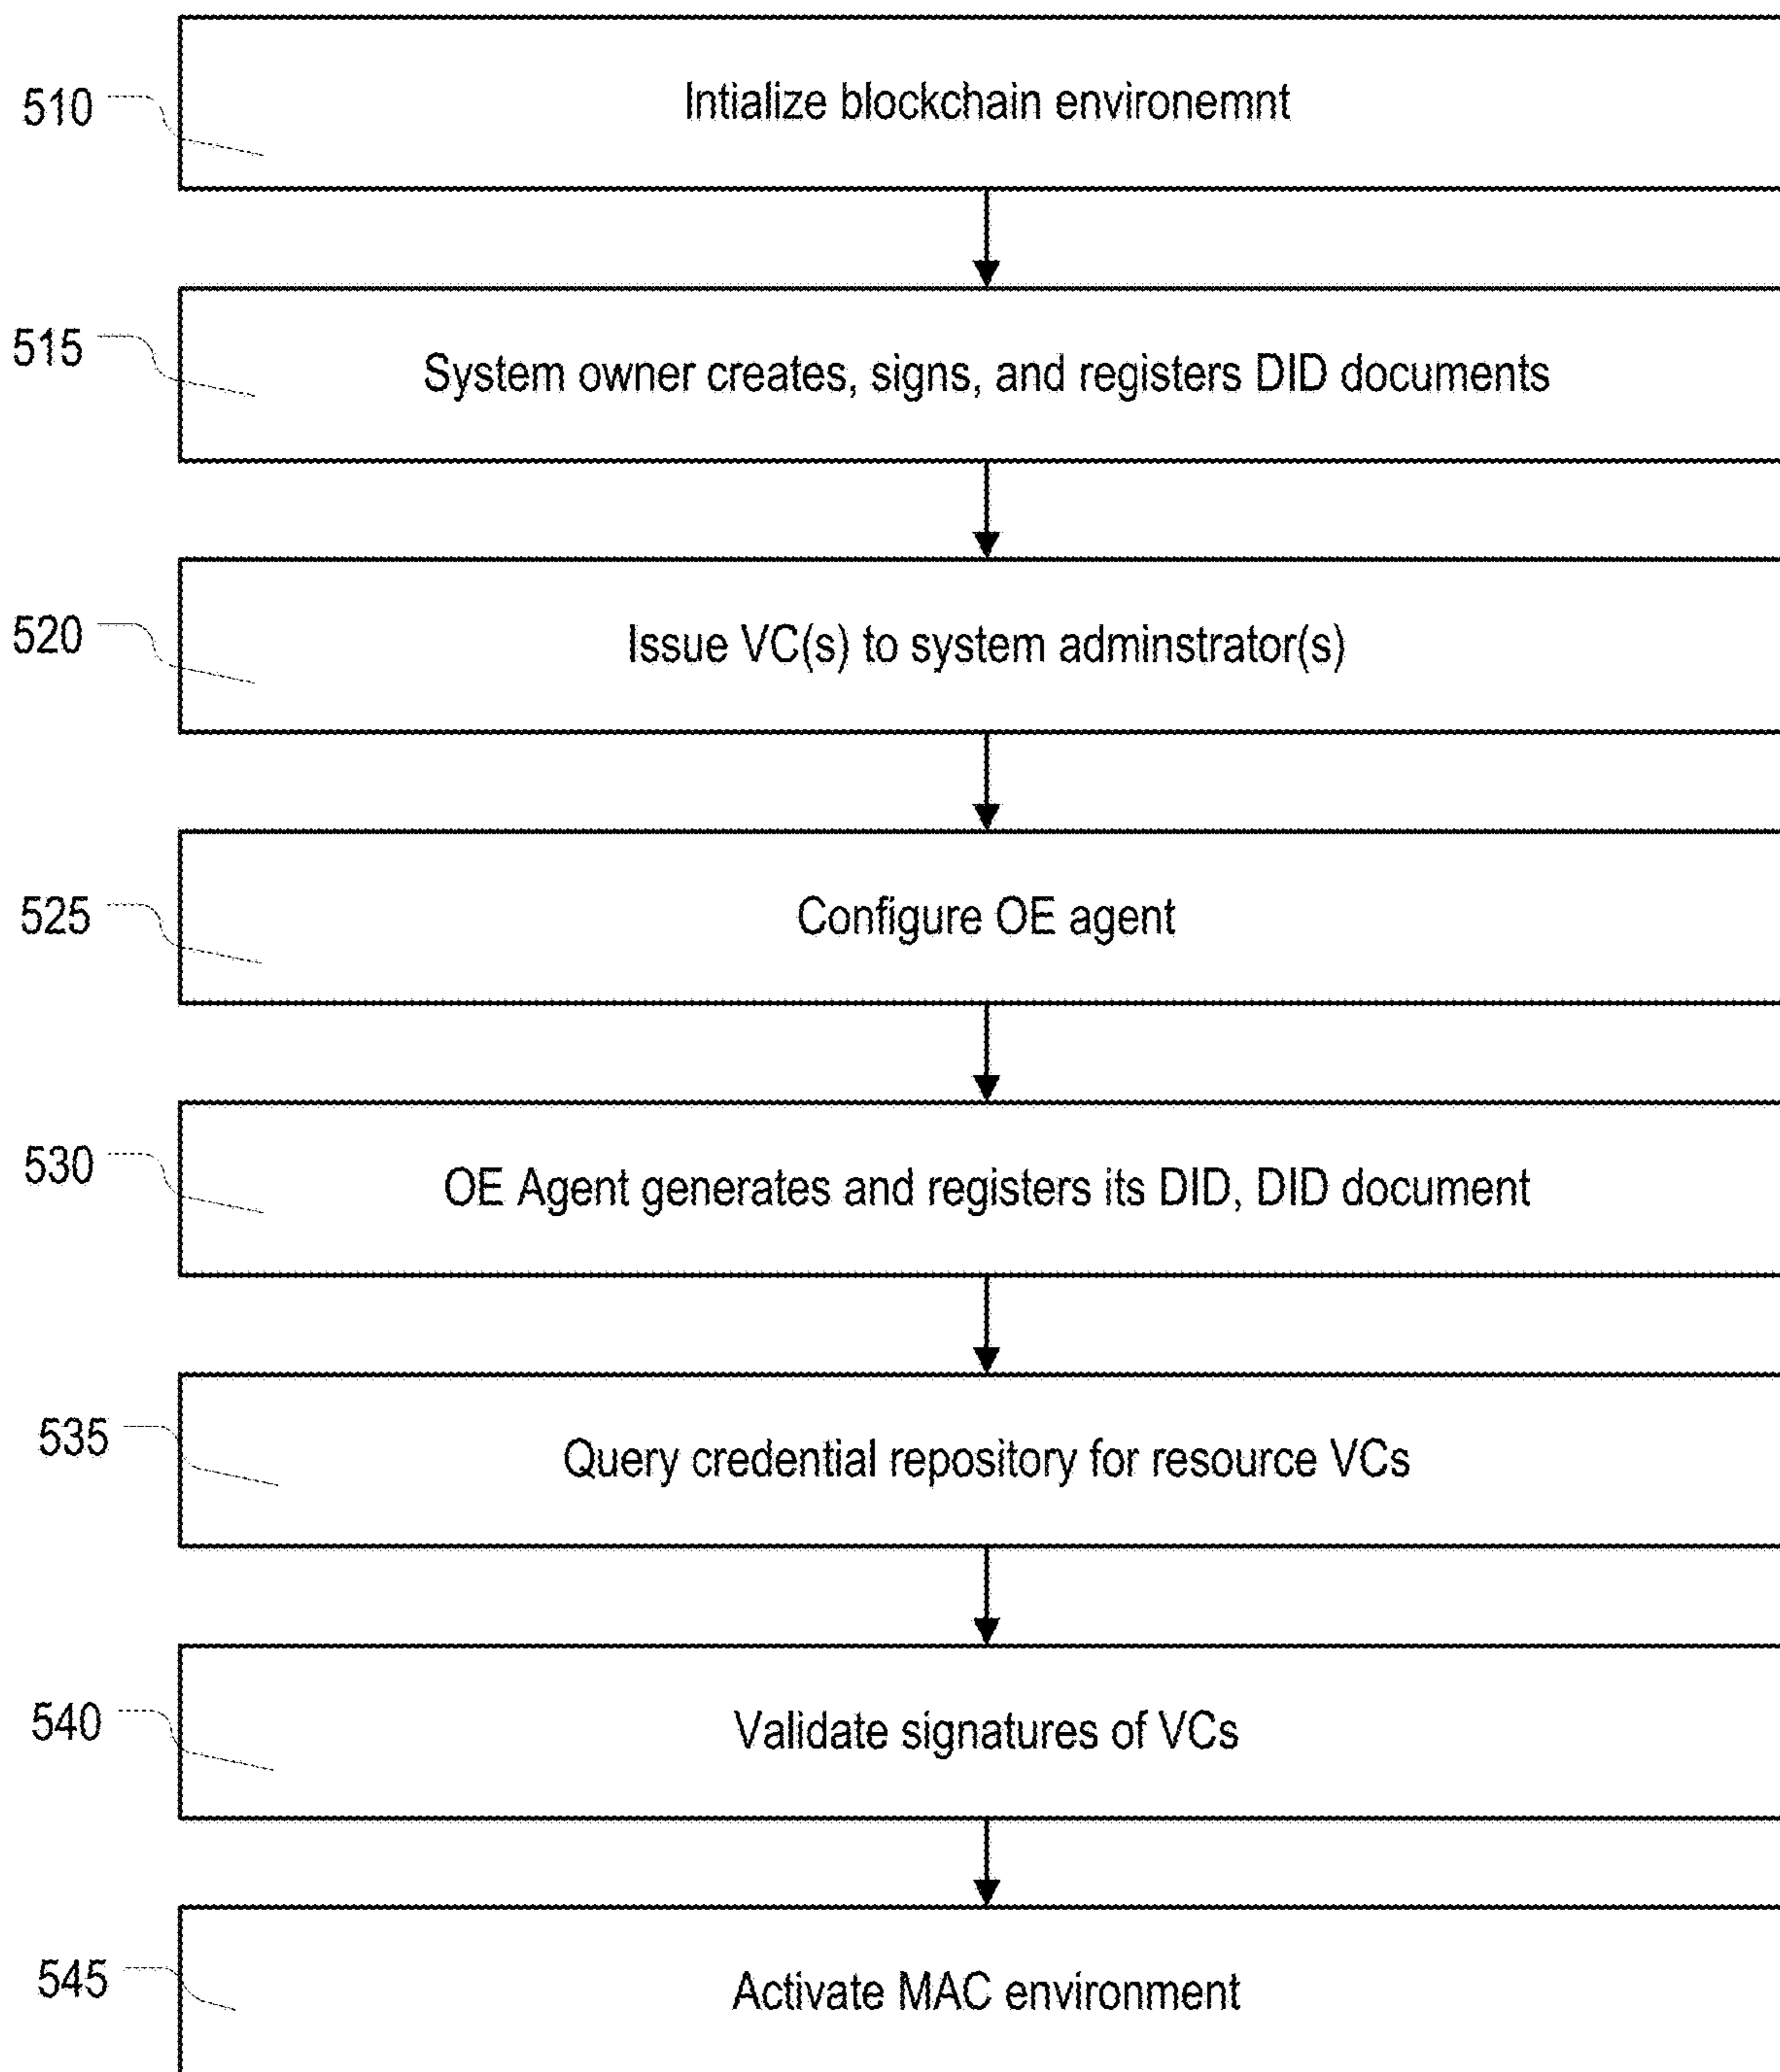 510
Intialize blockchain environemnt
515
System owner creates, signs, and registers DID documents
520
Issue VC(s) to system adminstrator(s)
525
Configure OE agent
530
OE Agent generates and registers its DID, DID document
535
Query credential repository for resource VCs
540
Validate signatures of VCs
545
Activate MAC environment